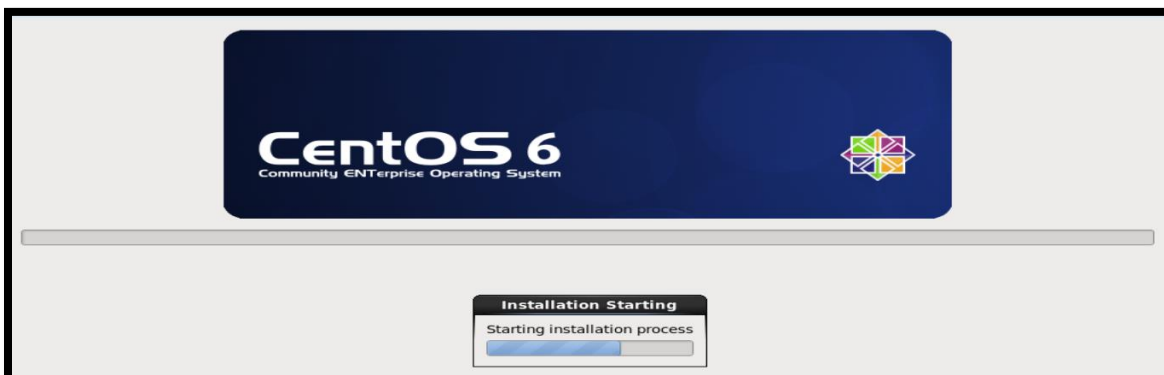 CentOS 6
Community ENTerprise Operating System
Installation Starting
Starting installation process